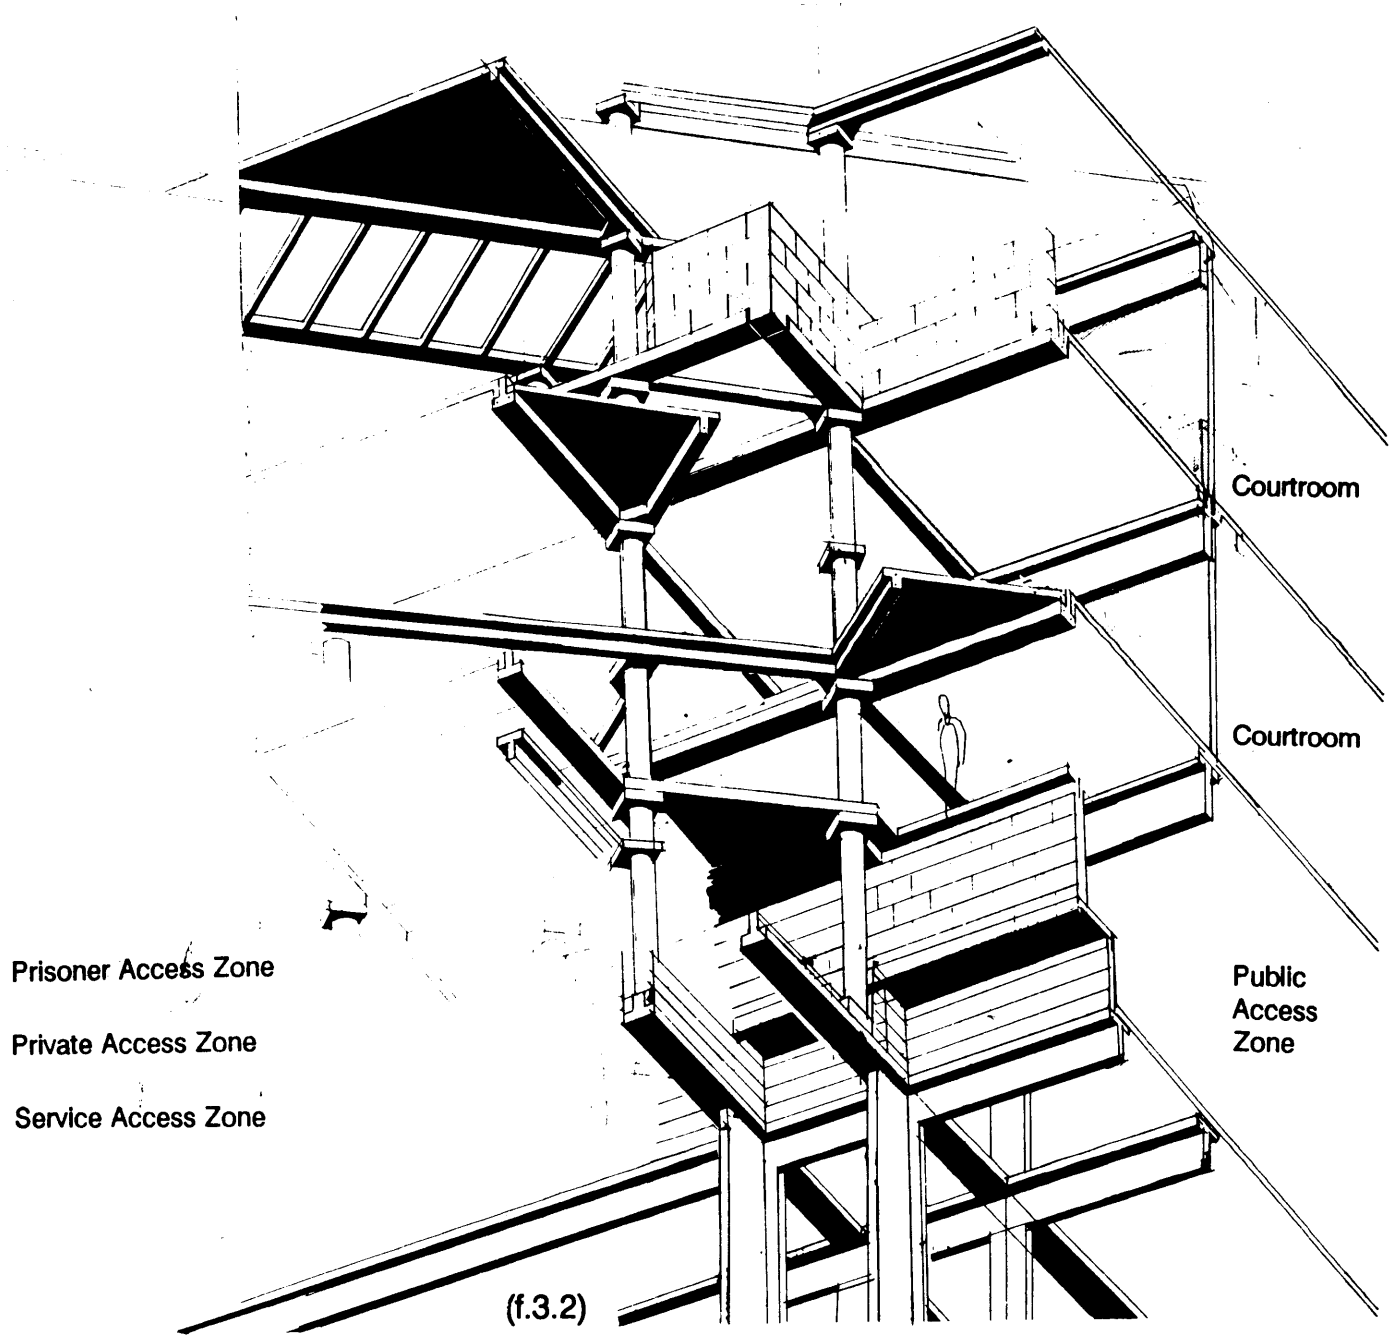 Courtroom
Courtroom
Prisoner Access Zone
Private Access Zone
Service Access Zone
Public
Access
Zone
(f.3.2)